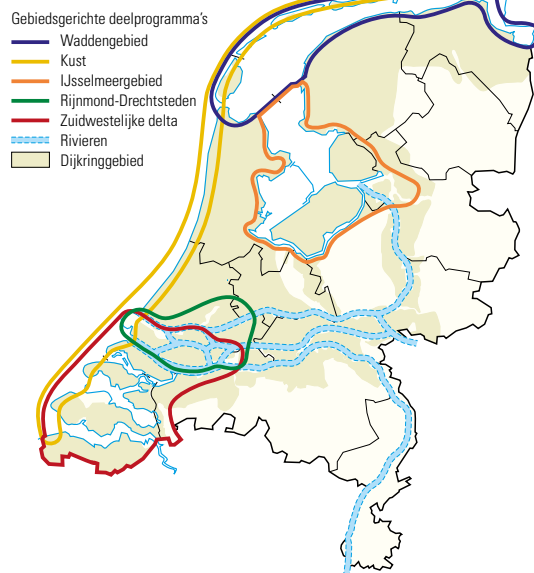 Gebiedsgerichte deelprogramma's
Waddengebied
Kust
IJsselmeergebied
Rijnmond-Drechtsteden
Zuidwestelijke delta
Rivieren
Dijkringgebied